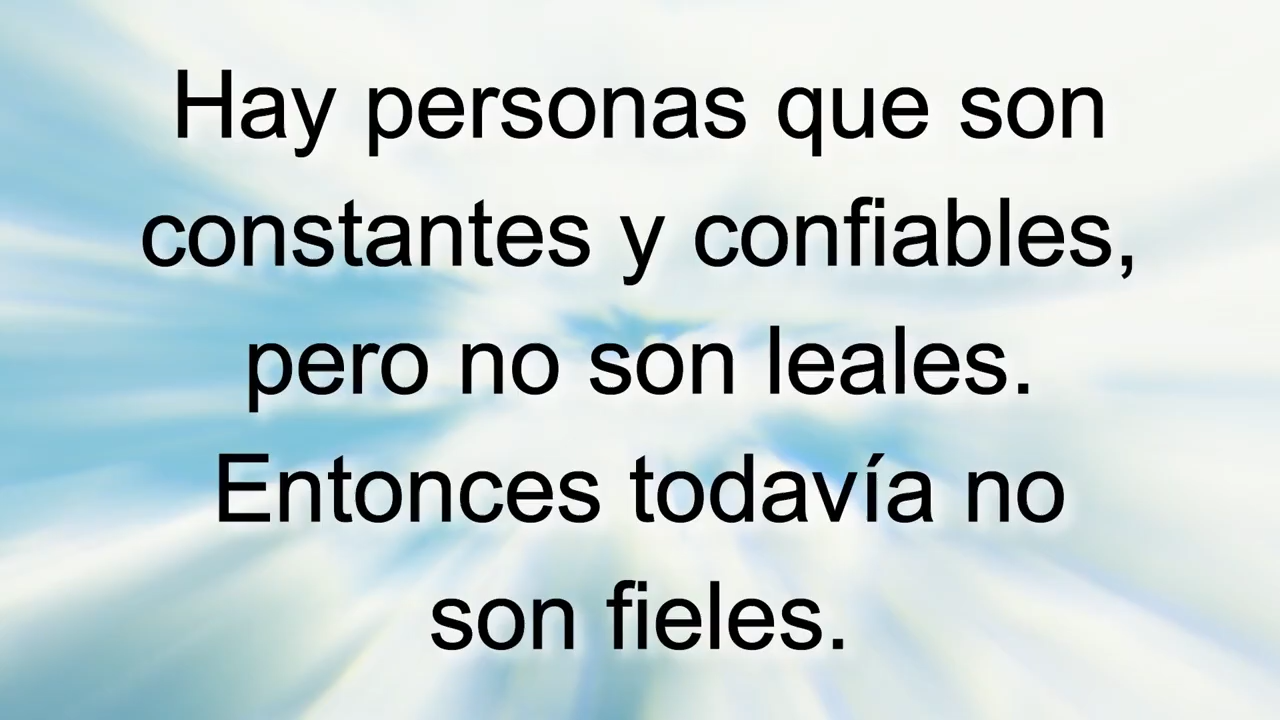 Hay personas que son
constantes y confiables,
pero no son leales.
Entonces todavía no
son fieles.